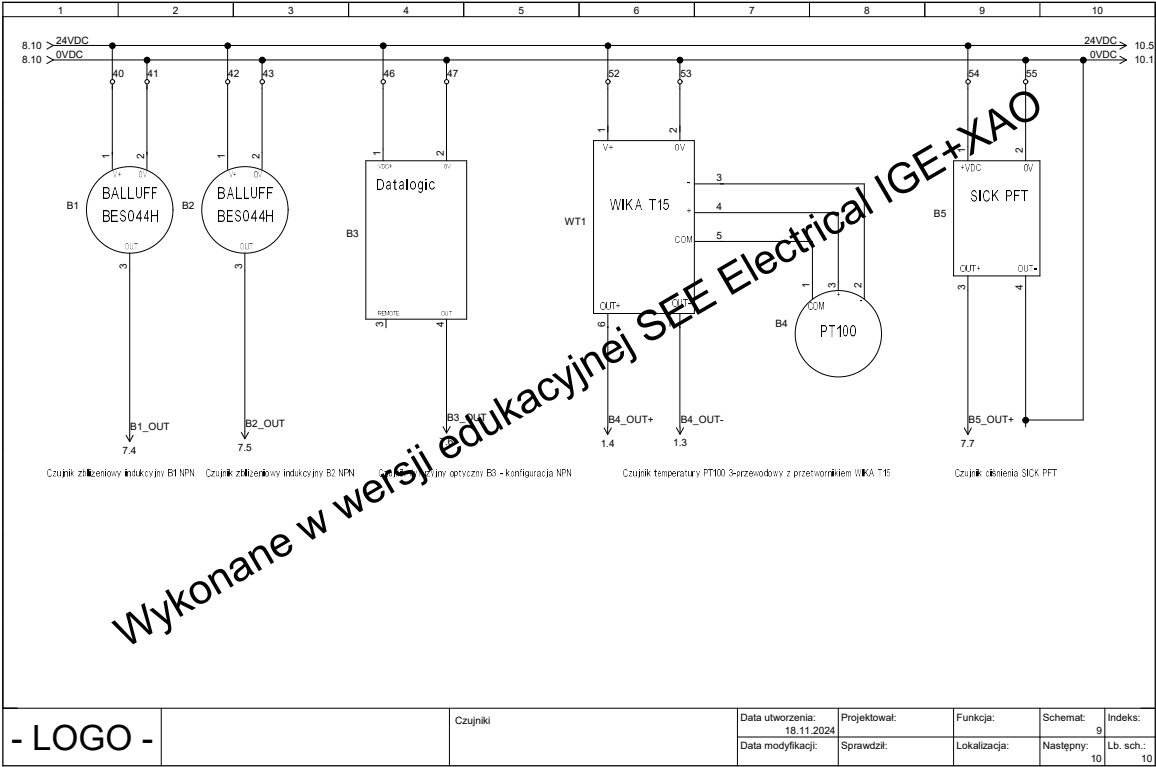 1 2 3 4 5 6 7 8 9 10
8.10 24VDC 24VDC 10.5
8.10 0VDC 0VDC 10.1
40 41 42 43 46 47 52 53 54 55
1 2 1 2 1 2 1 2 1 2
V+ 0V V+ 0V VDC+ 0V V+ 0V +VDC 0V
B1 BALLUFF
BES044H
OUT
3
B2 BALLUFF
BES044H
OUT
3
B3 Datalogic
REMOTE OUT
3 4
WT1 WIKA T15
- 3
+ 4
COM 5
OUT+ OUT-
6
B4 PT100
1 3 2
COM + -
B5 SICK PFT
OUT+ OUT-
3 4
B1_OUT
7.4
B2_OUT
7.5
B3_OUT
B4_OUT+
1.4
B4_OUT-
1.3
B5_OUT+
7.7
Czujnik zbliżeniowy indukcyjny B1 NPN
Czujnik zbliżeniowy indukcyjny B2 NPN
optyczny B3 - konfiguracja NPN
Czujnik temperatury PT100 3-przewodowy z przetwornikiem WIKA T15
Czujnik ciśnienia SICK PFT
Wykonane w wersji edukacyjnej SEE Electrical IGE+XAO
- LOGO -
Czujniki
Data utworzenia:
18.11.2024
Data modyfikacji:
Projektował:
Sprawdził:
Funkcja:
Lokalizacja:
Schemat:
9
Następny:
10
Indeks:
Lb. sch.:
10